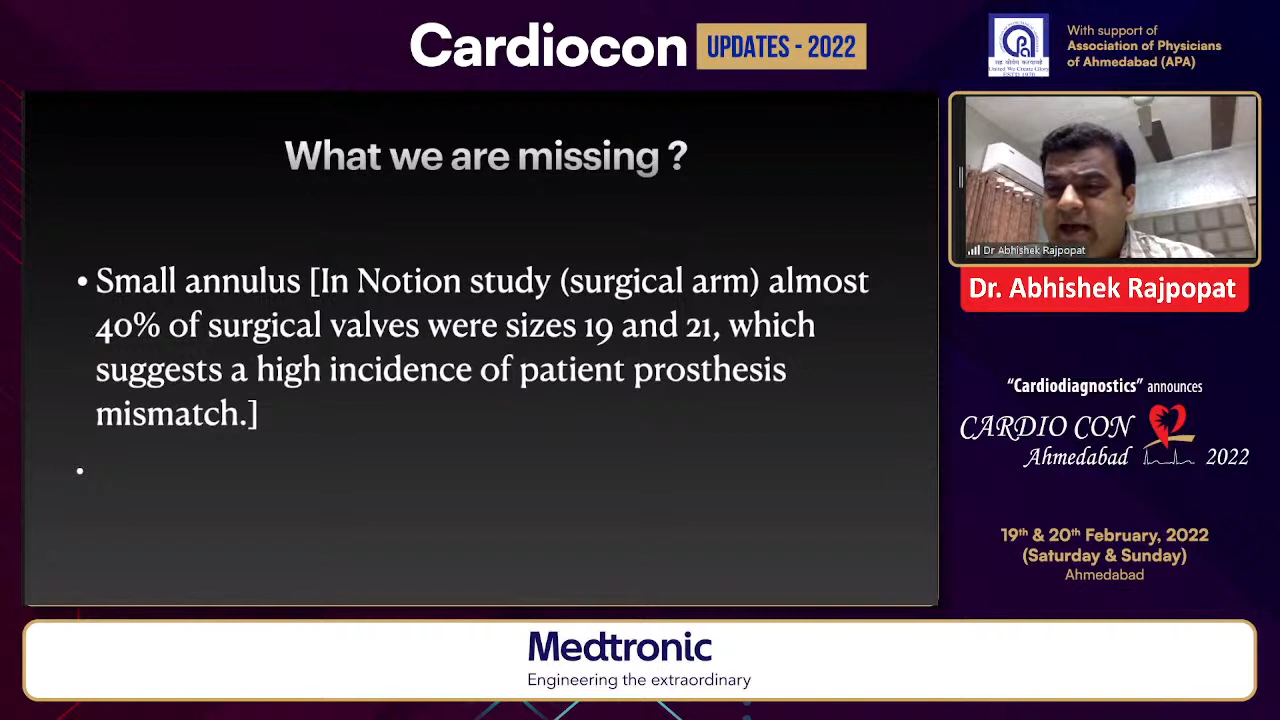 Cardiocon
UPDATES - 2022
With support of
Association of Physicians
of Ahmedabad (APA)
What we are missing ?
• Small annulus [In Notion study (surgical arm) almost
40% of surgical valves were sizes 19 and 21, which
suggests a high incidence of patient prosthesis
mismatch.]
•
Dr Abhishek Rajpopat
Dr. Abhishek Rajpopat
“Cardiodiagnostics” announces
CARDIO CON
Ahmedabad 2022
19th & 20th February, 2022
(Saturday & Sunday)
Ahmedabad
Medtronic
Engineering the extraordinary